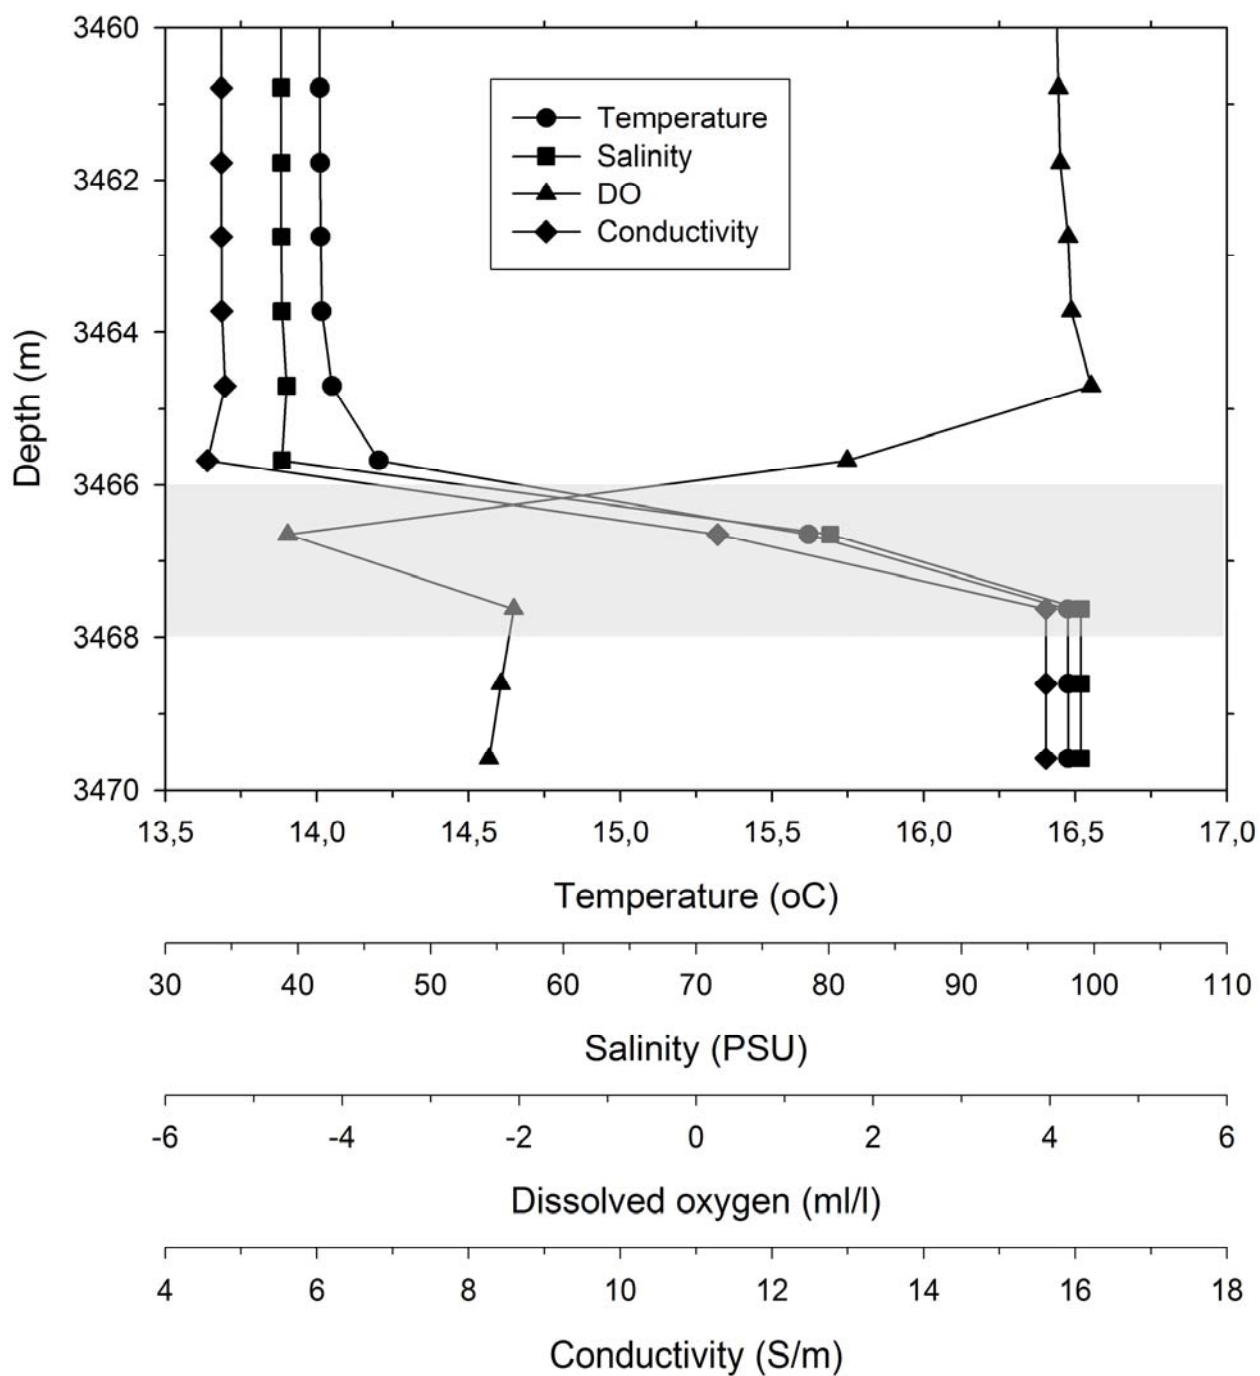 3460
3462
3464
3466
3468
3470
Depth (m)
Temperature
Salinity
DO
Conductivity
13,5 14,0 14,5 15,0 15,5 16,0 16,5 17,0
Temperature (oC)
30 40 50 60 70 80 90 100 110
Salinity (PSU)
-6 -4 -2 0 2 4 6
Dissolved oxygen (ml/l)
4 6 8 10 12 14 16 18
Conductivity (S/m)